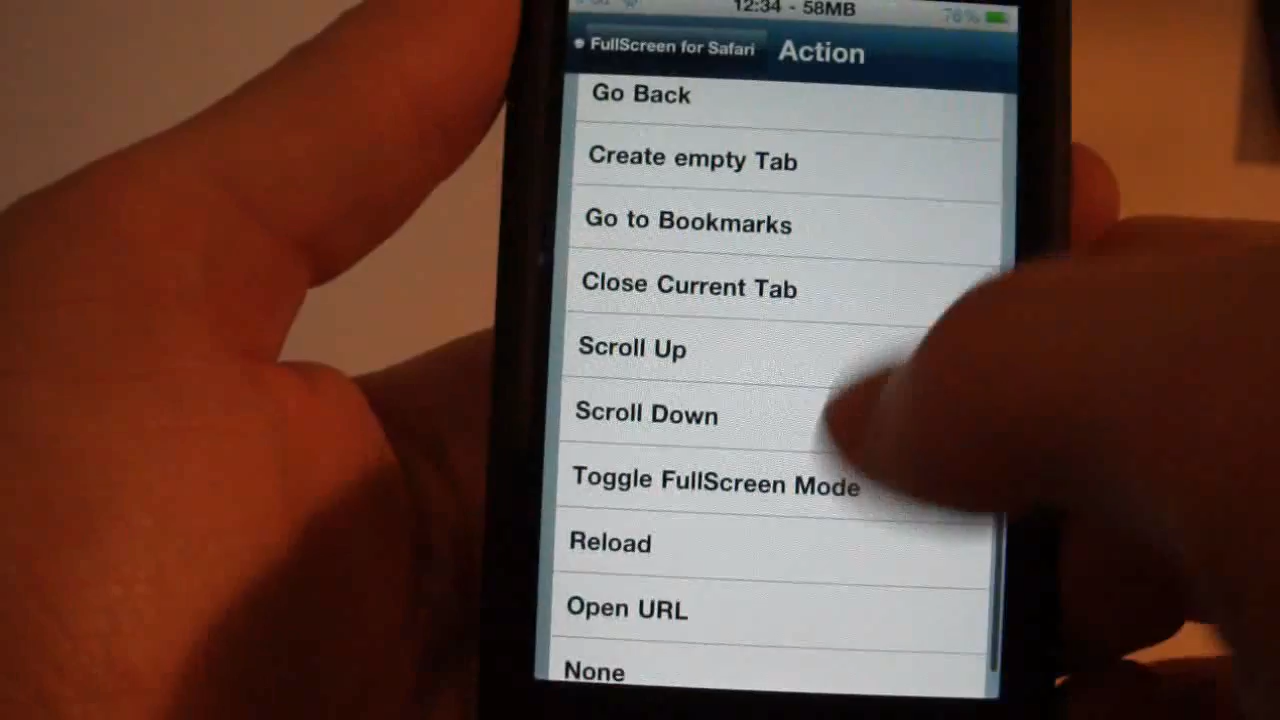 12:34 - 58MB
76%
FullScreen for Safari
Action
Go Back
Create empty Tab
Go to Bookmarks
Close Current Tab
Scroll Up
Scroll Down
Toggle FullScreen Mode
Reload
Open URL
None